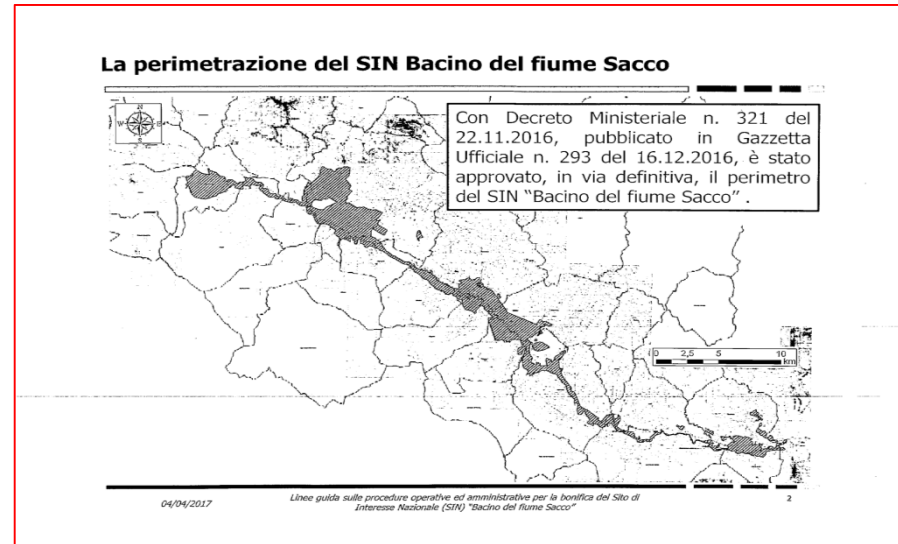 La perimetrazione del SIN Bacino del fiume Sacco
N
W E
S
Con Decreto Ministeriale n. 321 del
22.11.2016, pubblicato in Gazzetta
Ufficiale n. 293 del 16.12.2016, è stato
approvato, in via definitiva, il perimetro
del SIN “Bacino del fiume Sacco” .
0 2,5 5 10
km
04/04/2017
Linee guida sulle procedure operative ed amministrative per la bonifica del Sito di
Interesse Nazionale (SIN) “Bacino del fiume Sacco”
2